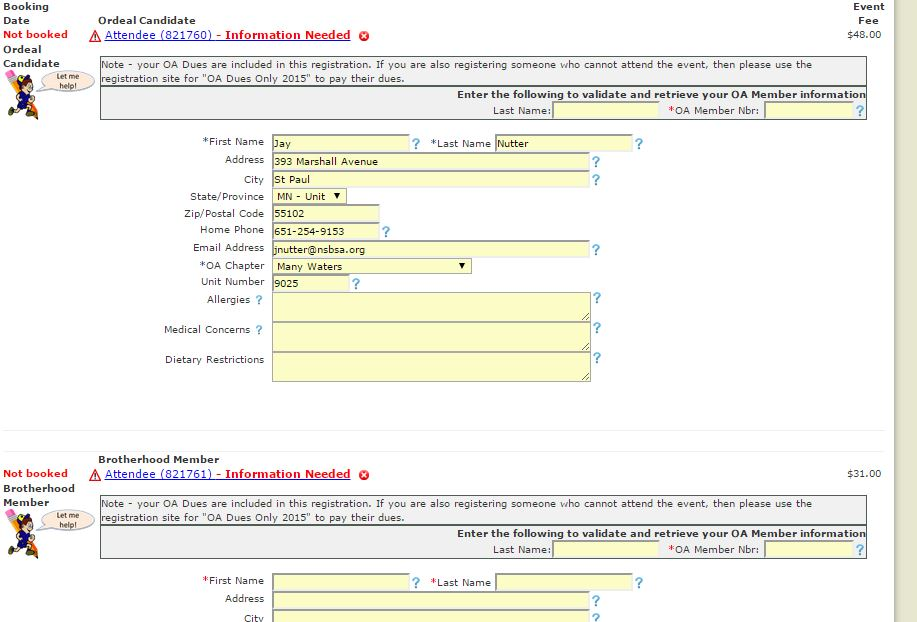 Booking Event
Date Ordeal Candidate Fee
Not booked Attendee (821760) - Information Needed $48.00
Ordeal
Candidate
Let me
help!
Note - your OA Dues are included in this registration. If you are also registering someone who cannot attend the event, then please use the
registration site for "OA Dues Only 2015" to pay their dues.
Enter the following to validate and retrieve your OA Member information
Last Name: *OA Member Nbr: ?
*First Name Jay ? *Last Name Nutter ?
Address 393 Marshall Avenue ?
City St Paul ?
State/Province MN - Unit
Zip/Postal Code 55102
Home Phone 651-254-9153 ?
Email Address jnutter@nsbsa.org ?
*OA Chapter Many Waters
Unit Number 9025 ?
Allergies ? ?
Medical Concerns ? ?
Dietary Restrictions ?
Brotherhood Member
Not booked Attendee (821761) - Information Needed $31.00
Brotherhood
Member
Let me
help!
Note - your OA Dues are included in this registration. If you are also registering someone who cannot attend the event, then please use the
registration site for "OA Dues Only 2015" to pay their dues.
Enter the following to validate and retrieve your OA Member information
Last Name: *OA Member Nbr: ?
*First Name ? *Last Name ?
Address ?
City ?